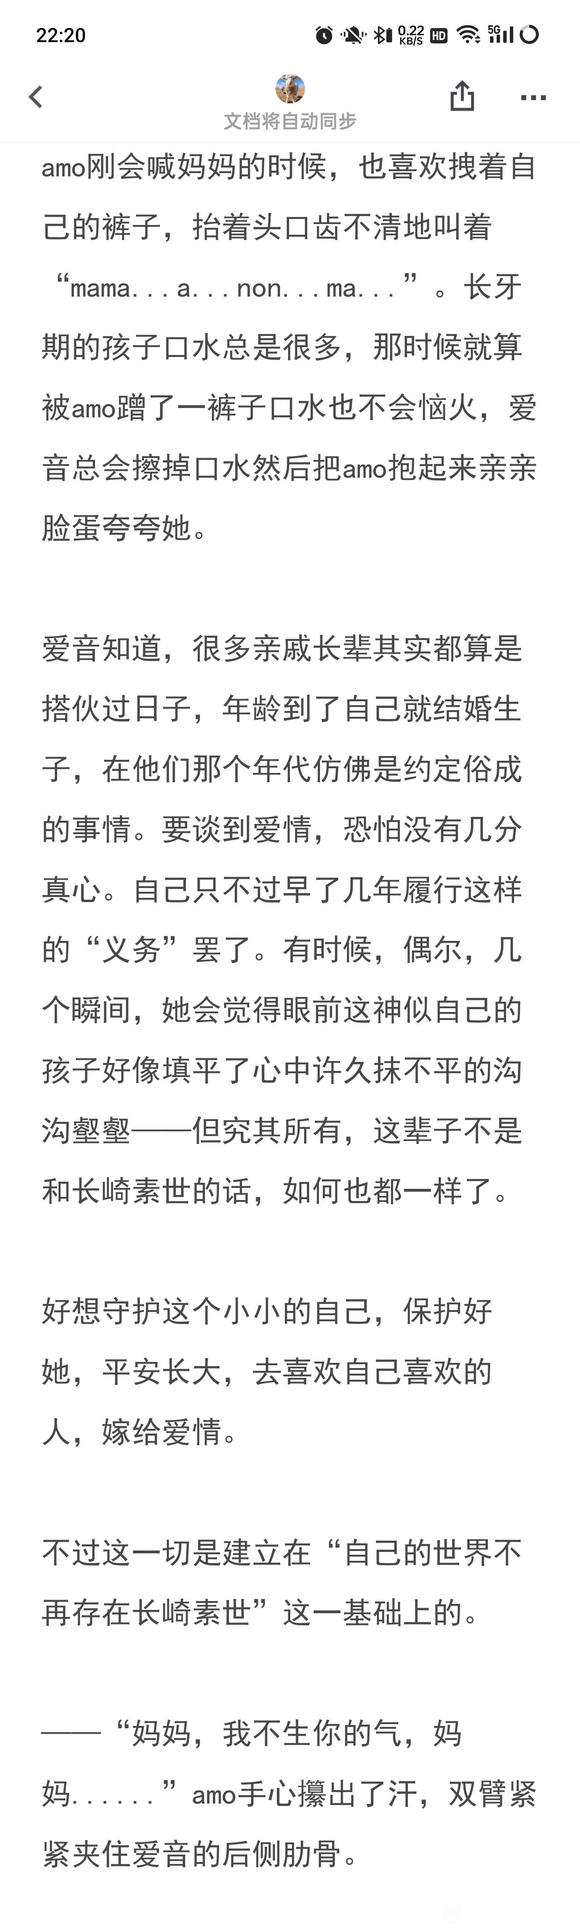 22:20
0.22
KB/S
HD
5G
文档将自动同步
amo刚会喊妈妈的时候，也喜欢拽着自
己的裤子，抬着头口齿不清地叫着
“mama...a...non...ma...”。长牙
期的孩子口水总是很多，那时候就算
被amo蹭了一裤子口水也不会恼火，爱
音总会擦掉口水然后把amo抱起来亲亲
脸蛋夸夸她。
爱音知道，很多亲戚长辈其实都算是
搭伙过日子，年龄到了自己就结婚生
子，在他们那个年代仿佛是约定俗成
的事情。要谈到爱情，恐怕没有几分
真心。自己只不过早了几年履行这样
的“义务”罢了。有时候，偶尔，几
个瞬间，她会觉得眼前这神似自己的
孩子好像填平了心中许久抹不平的沟
沟壑壑——但究其所有，这辈子不是
和长崎素世的话，如何也都一样了。
好想守护这个小小的自己，保护好
她，平安长大，去喜欢自己喜欢的
人，嫁给爱情。
不过这一切是建立在“自己的世界不
再存在长崎素世”这一基础上的。
——“妈妈，我不生你的气，妈
妈......”amo手心攥出了汗，双臂紧
紧夹住爱音的后侧肋骨。